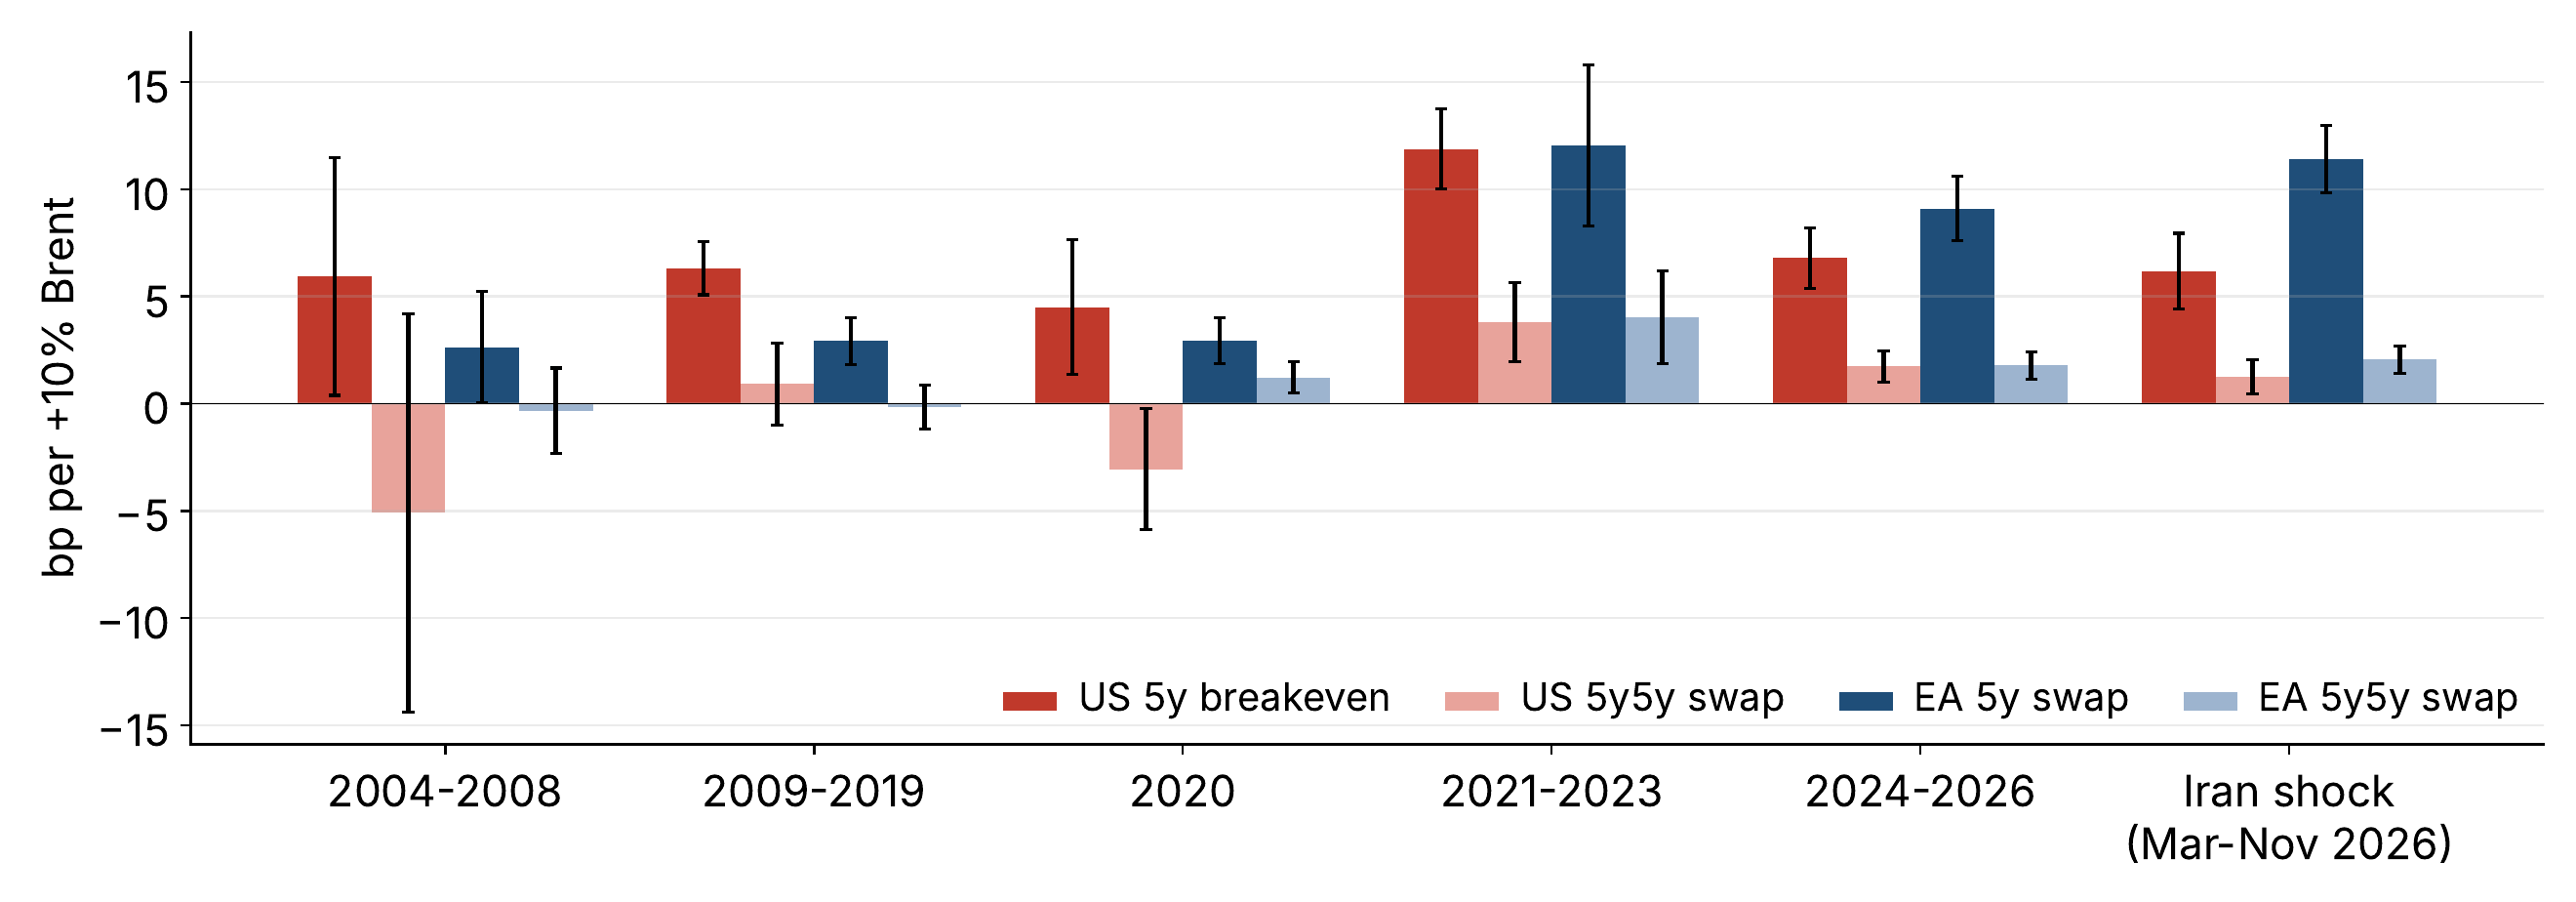 bp per +10% Brent
15
10
5
0
−5
−10
−15
US 5y breakeven
US 5y5y swap
EA 5y swap
EA 5y5y swap
2004-2008
2009-2019
2020
2021-2023
2024-2026
Iran shock
(Mar-Nov 2026)